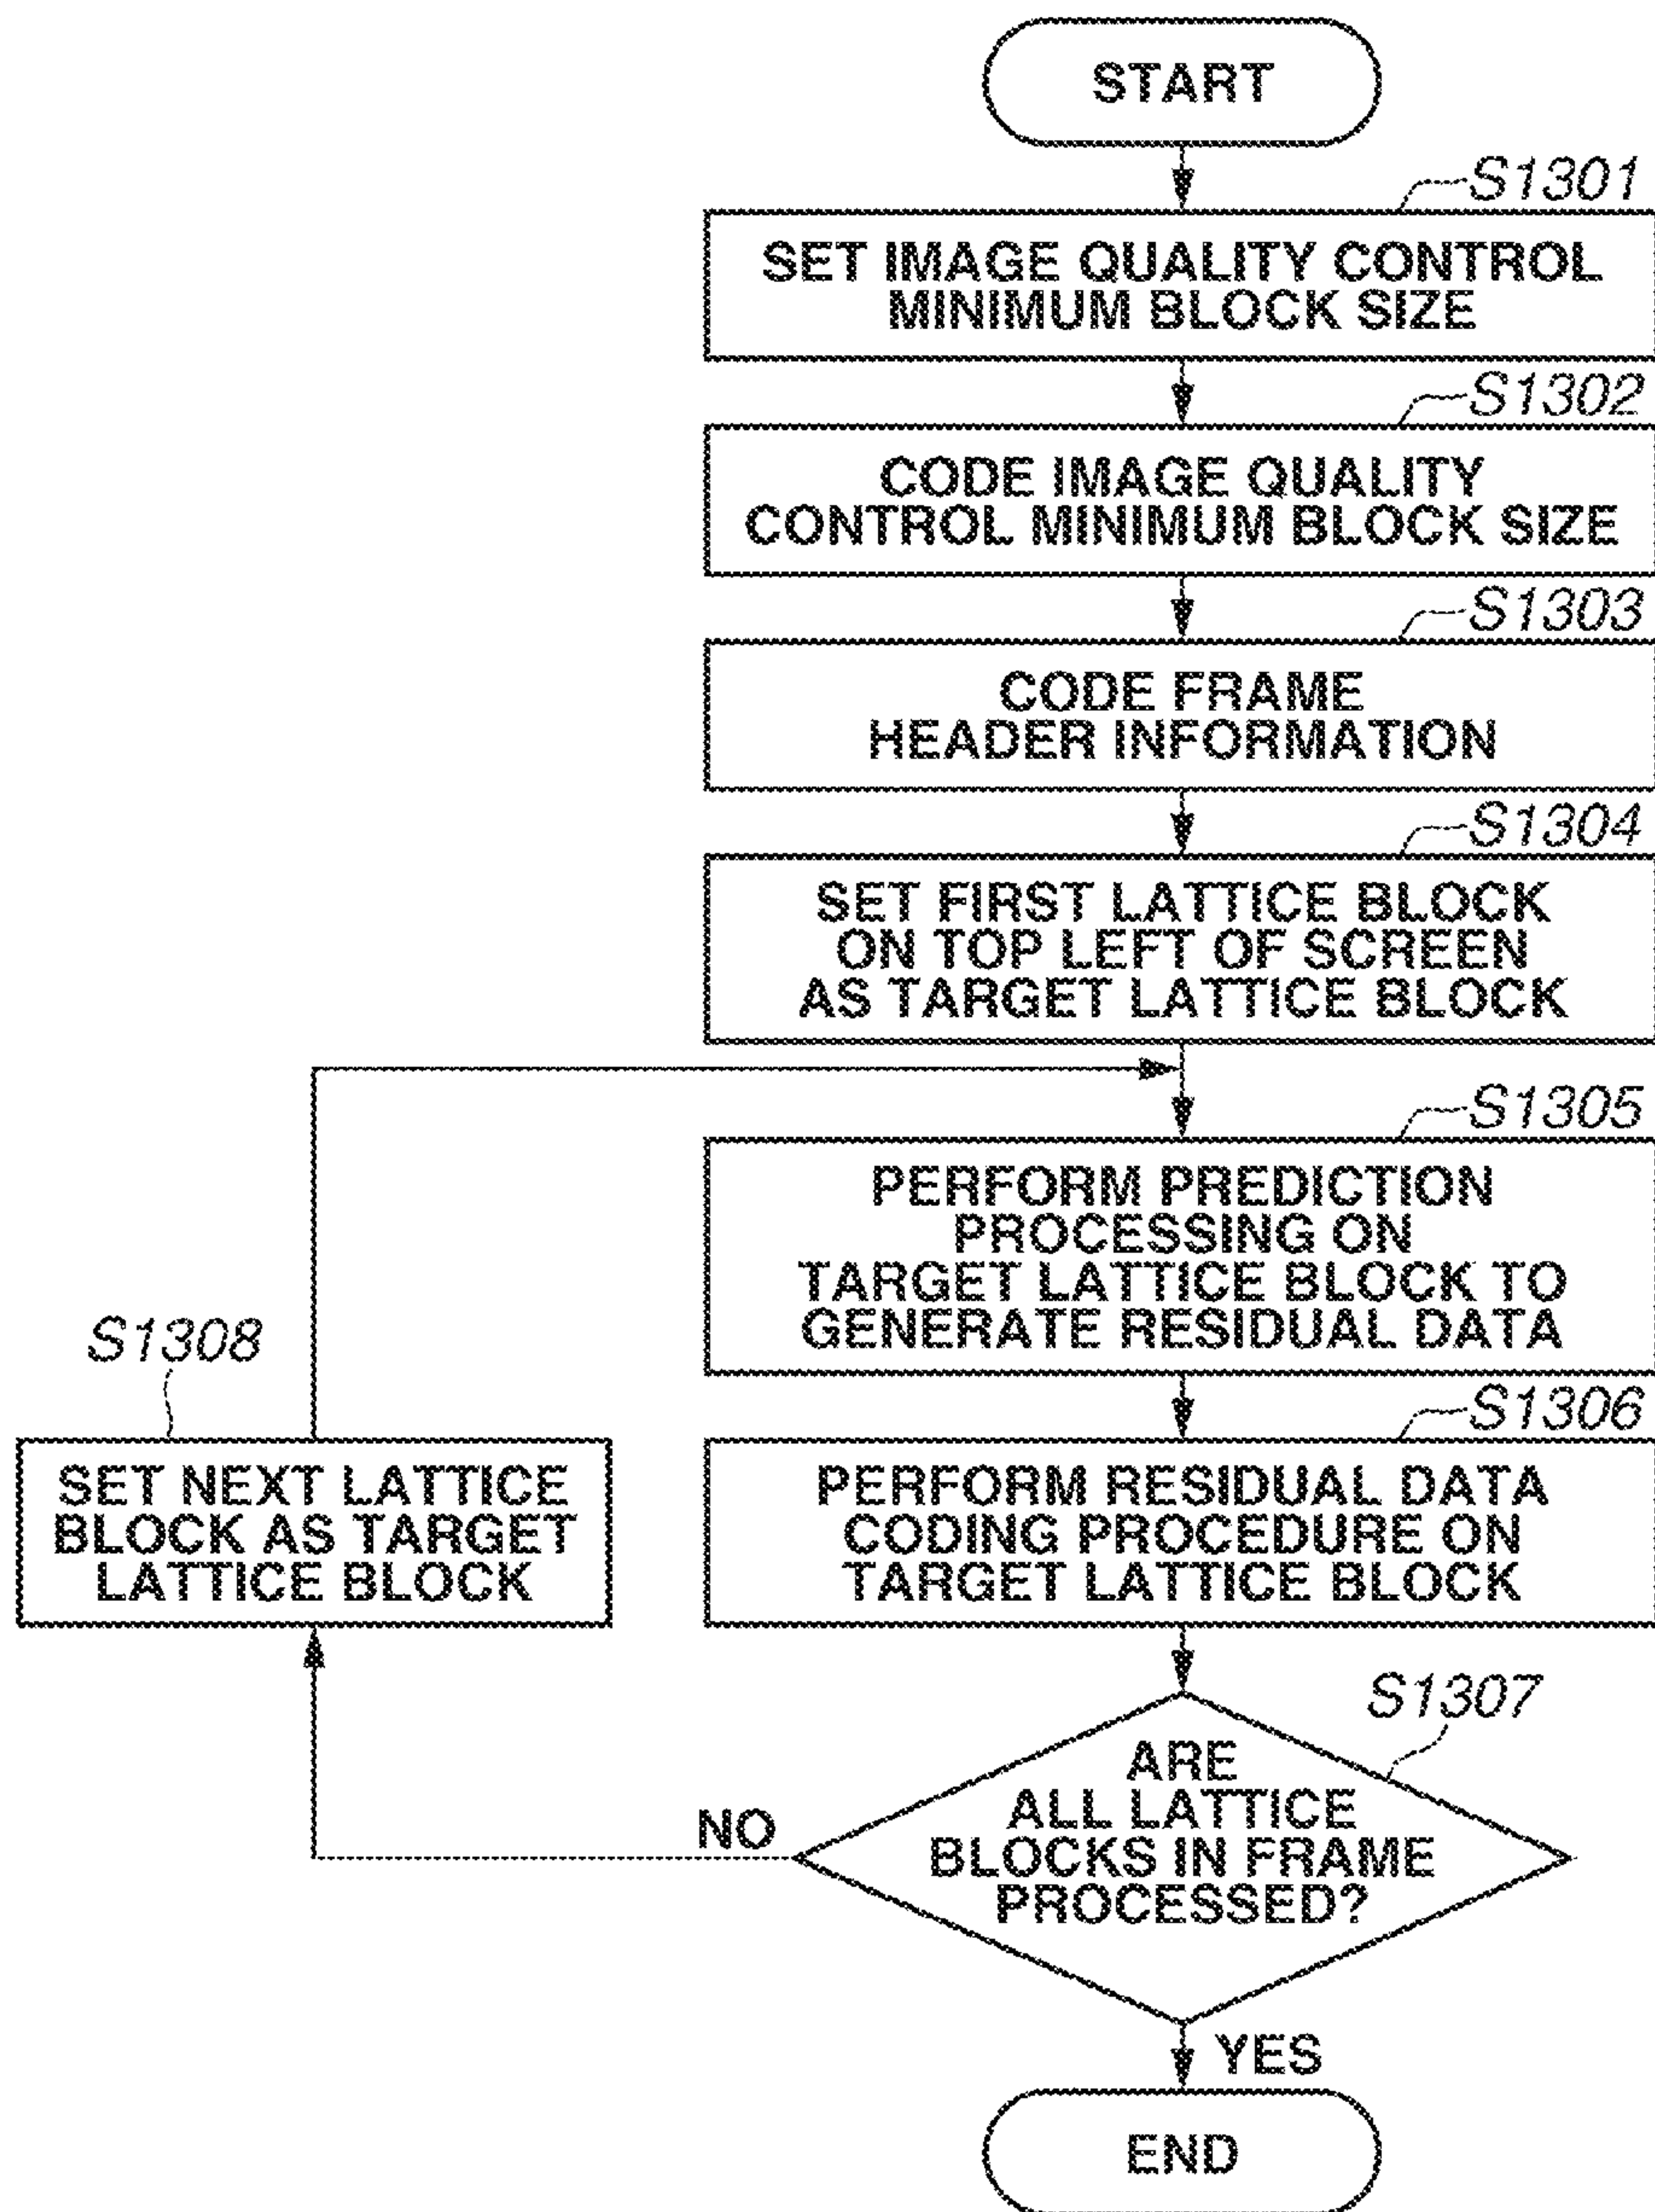 START
S1301
SET IMAGE QUALITY CONTROL
MINIMUM BLOCK SIZE
S1302
CODE IMAGE QUALITY
CONTROL MINIMUM BLOCK SIZE
S1303
CODE FRAME
HEADER INFORMATION
S1304
SET FIRST LATTICE BLOCK
ON TOP LEFT OF SCREEN
AS TARGET LATTICE BLOCK
S1305
PERFORM PREDICTION
PROCESSING ON
TARGET LATTICE BLOCK TO
GENERATE RESIDUAL DATA
S1306
PERFORM RESIDUAL DATA
CODING PROCEDURE ON
TARGET LATTICE BLOCK
S1308
SET NEXT LATTICE
BLOCK AS TARGET
LATTICE BLOCK
S1307
ARE
ALL LATTICE
BLOCKS IN FRAME
PROCESSED?
NO
YES
END